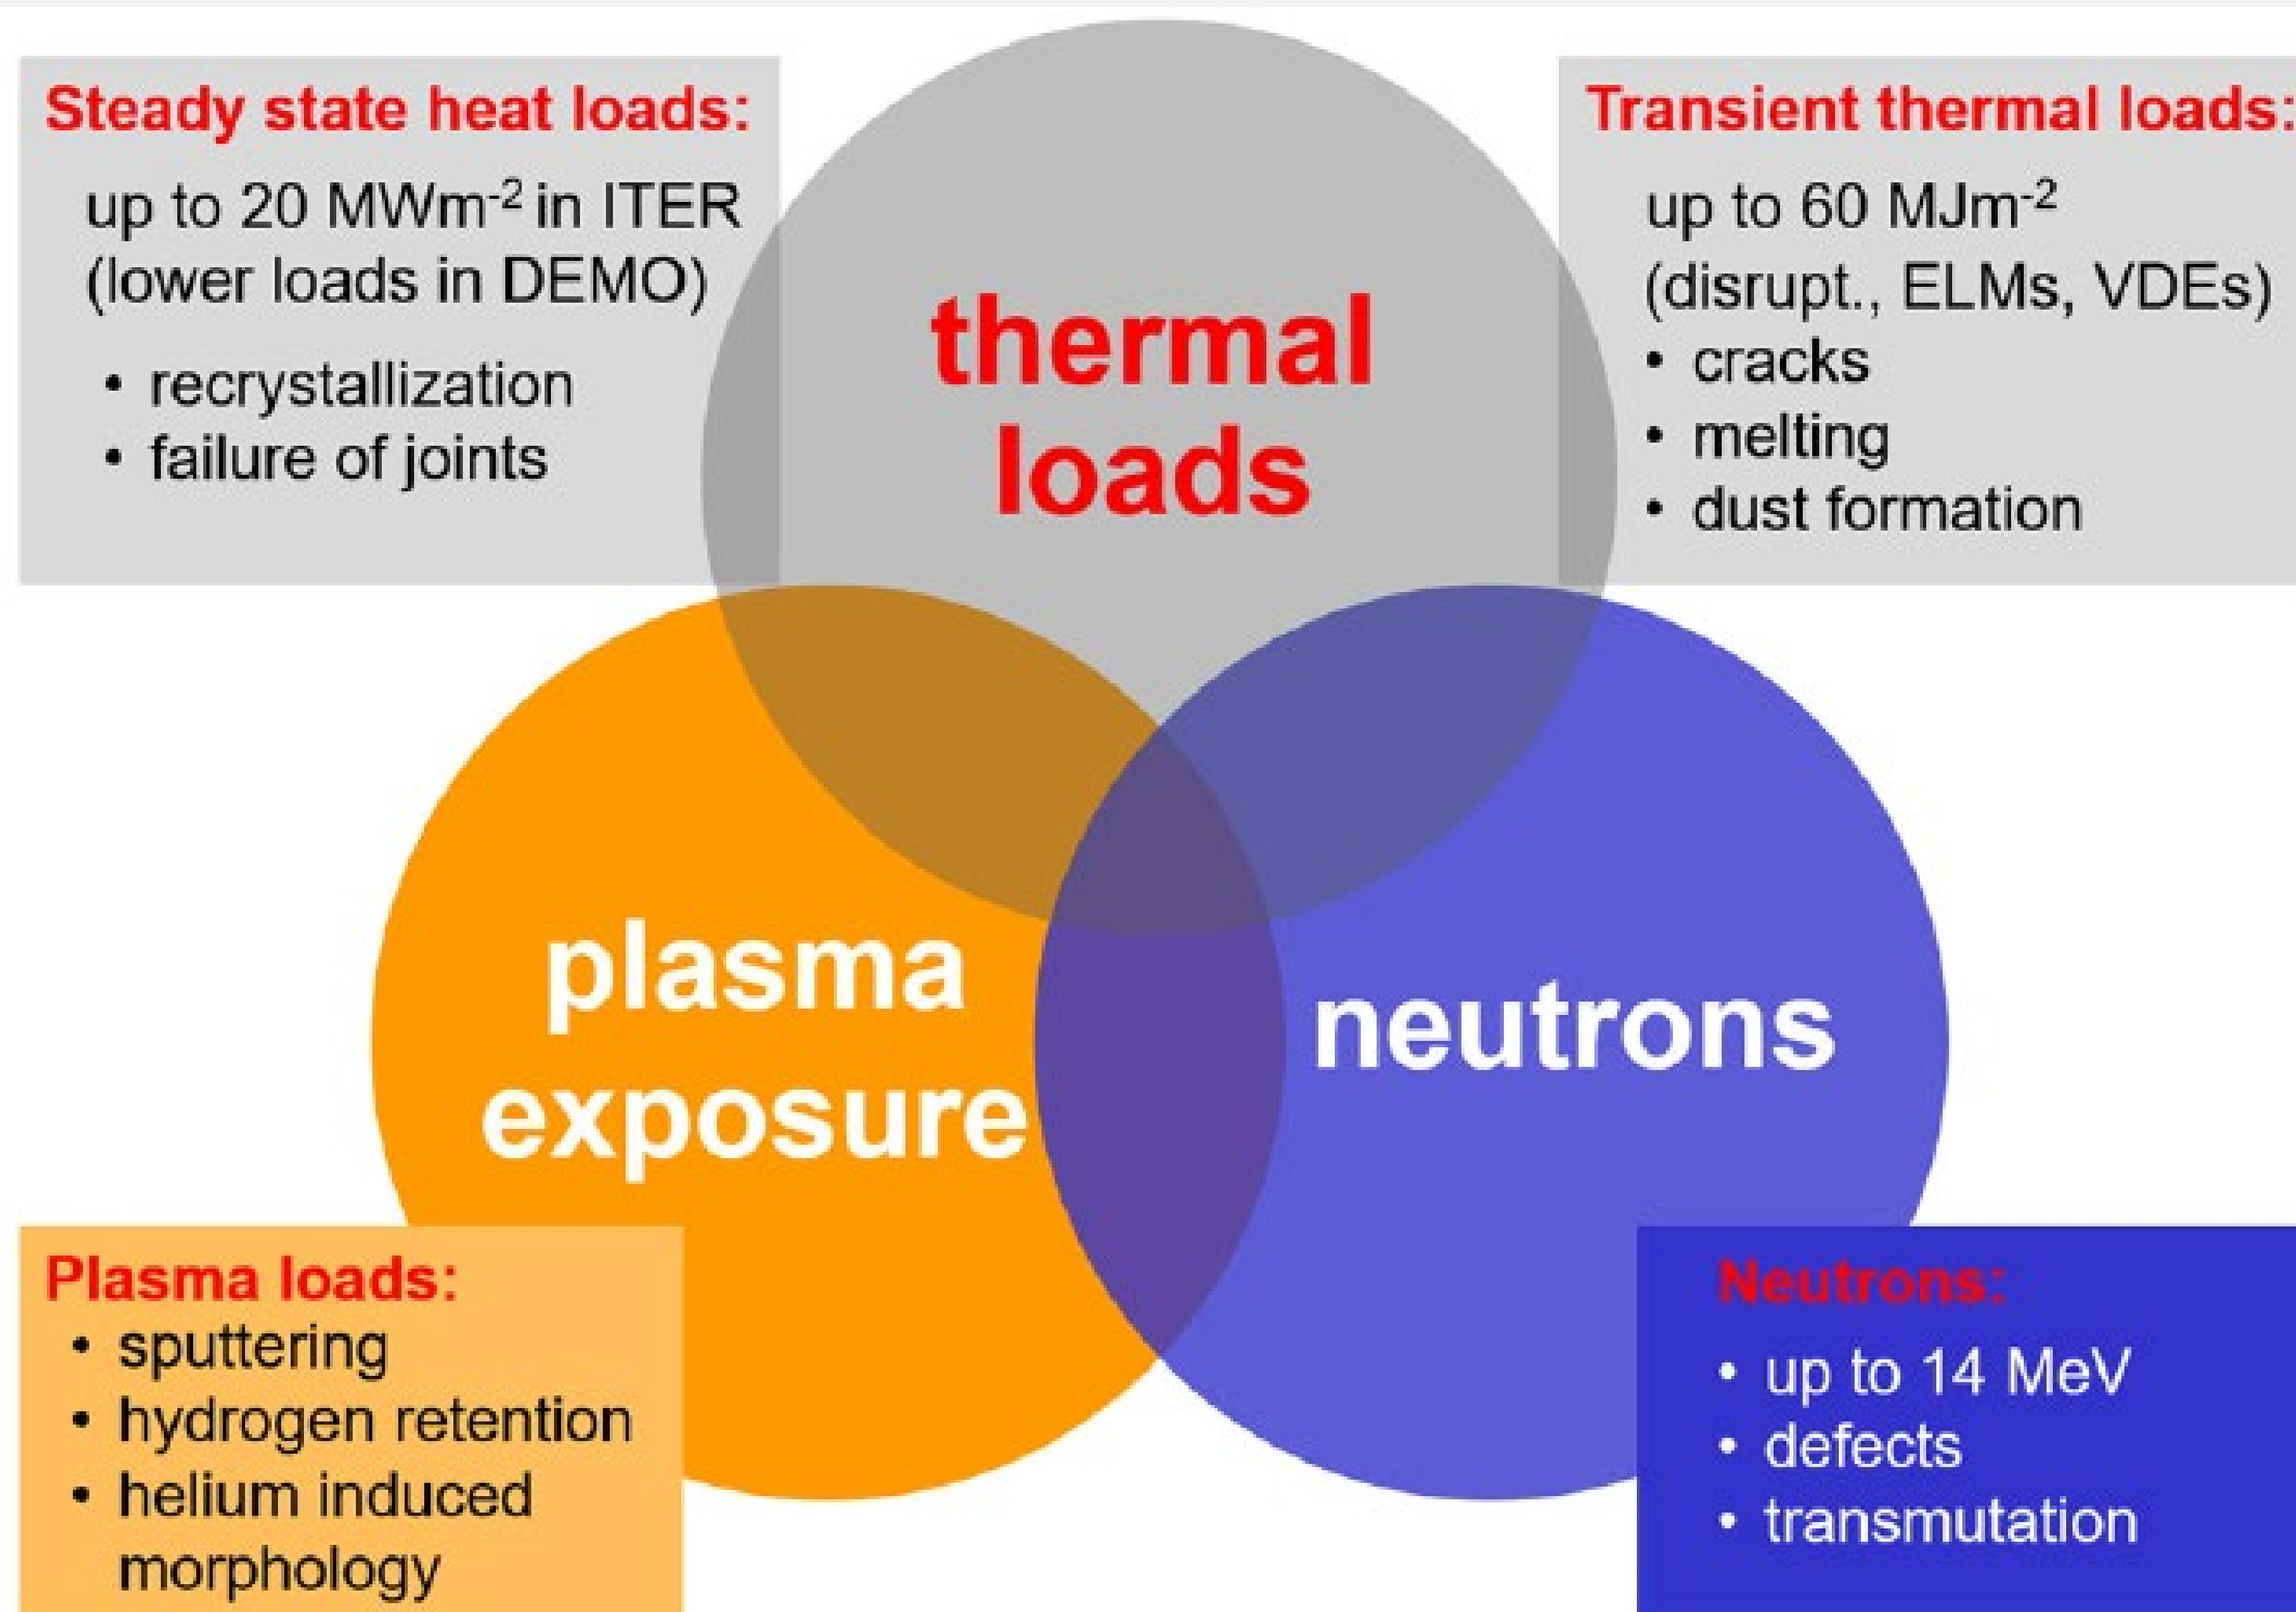 Steady state heat loads:
up to 20 MWm⁻² in ITER
(lower loads in DEMO)
• recrystallization
• failure of joints
Transient thermal loads:
up to 60 MJm⁻²
(disrupt., ELMs, VDEs)
• cracks
• melting
• dust formation
thermal
loads
plasma
exposure
neutrons
Plasma loads:
• sputtering
• hydrogen retention
• helium induced
morphology
Neutrons:
• up to 14 MeV
• defects
• transmutation